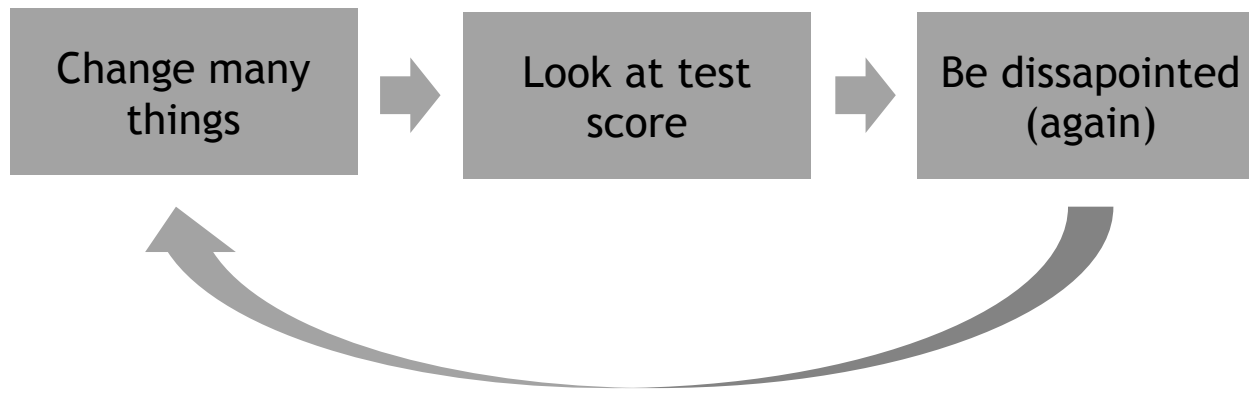 Change many
things
Look at test
score
Be dissapointed
(again)